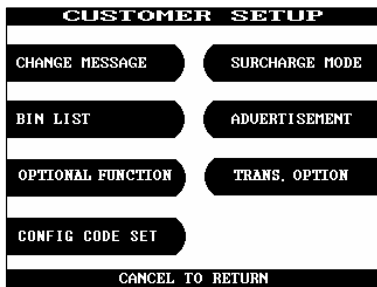 CUSTOMER SETUP
CHANGE MESSAGE
SURCHARGE MODE
BIN LIST
ADVERTISEMENT
OPTIONAL FUNCTION
TRANS. OPTION
CONFIG CODE SET
CANCEL TO RETURN